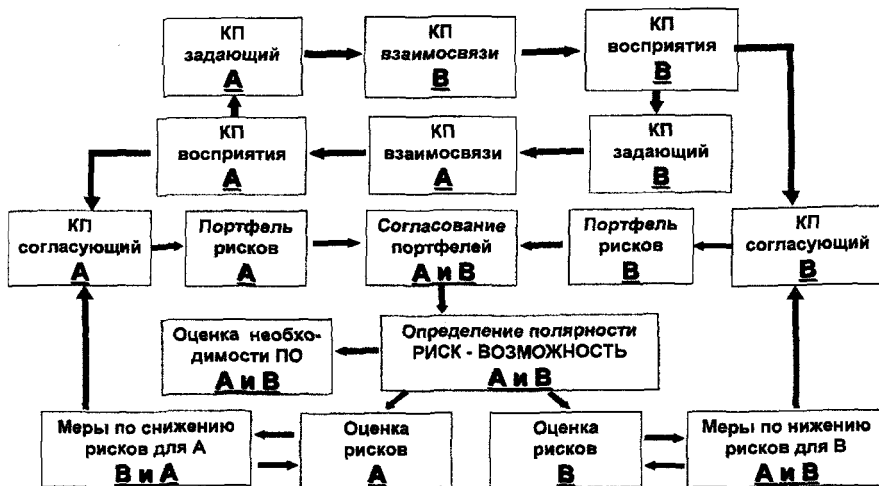 КП
задающий
А
КП
взаимосвязи
В
КП
восприятия
В
КП
восприятия
А
КП
взаимосвязи
А
КП
задающий
В
КП
согласующий
А
Портфель
рисков
А
Согласование
портфелей
А и В
Портфель
рисков
В
КП
согласующий
В
Оценка необхо-
димости ПО
А и В
Определение полярности
РИСК - ВОЗМОЖНОСТЬ
А и В
Меры по снижению
рисков для А
В и А
Оценка
рисков
А
Оценка
рисков
В
Меры по нижению
рисков для В
А и В